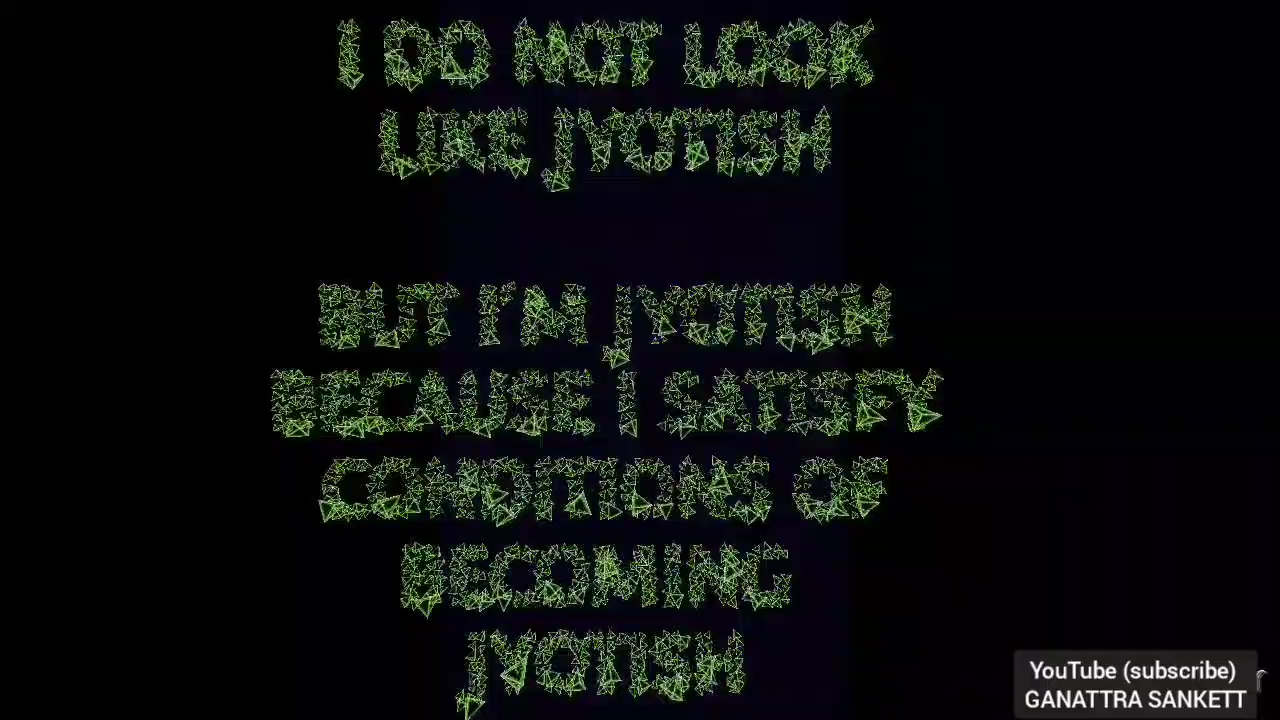 I DO NOT LOOK
LIKE JYOTISH
BUT I'M JYOTISH
BECAUSE I SATISFY
CONDITIONS OF
BECOMING
JYOTISH
YouTube (subscribe)
GANATTRA SANKETT